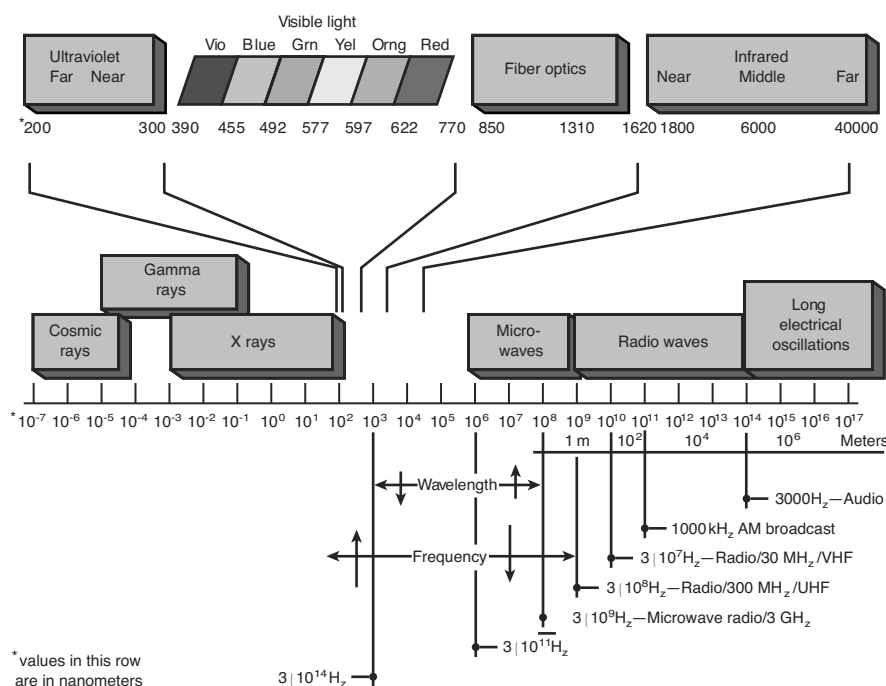 Visible light
Ultraviolet
Far Near
Vio Blue Grn Yel Orng Red
Fiber optics
Infrared
Near Middle Far
*200 300 390 455 492 577 597 622 770 850 1310 1620 1800 6000 40000
Gamma
rays
Cosmic
rays
X rays
Micro-
waves
Radio waves
Long
electrical
oscillations
*10⁻⁷ 10⁻⁶ 10⁻⁵ 10⁻⁴ 10⁻³ 10⁻² 10⁻¹ 10⁰ 10¹ 10² 10³ 10⁴ 10⁵ 10⁶ 10⁷ 10⁸ 10⁹ 10¹⁰ 10¹¹ 10¹² 10¹³ 10¹⁴ 10¹⁵ 10¹⁶ 10¹⁷
1 m 10² 10⁴ 10⁶ Meters
Wavelength
3000Hz—Audio
1000kHz AM broadcast
Frequency
3 | 10⁷Hz—Radio/30 MHz/VHF
3 | 10⁸Hz—Radio/300 MHz/UHF
3 | 10⁹Hz—Microwave radio/3 GHz
3 | 10¹¹Hz
3 | 10¹⁴Hz
*values in this row
are in nanometers